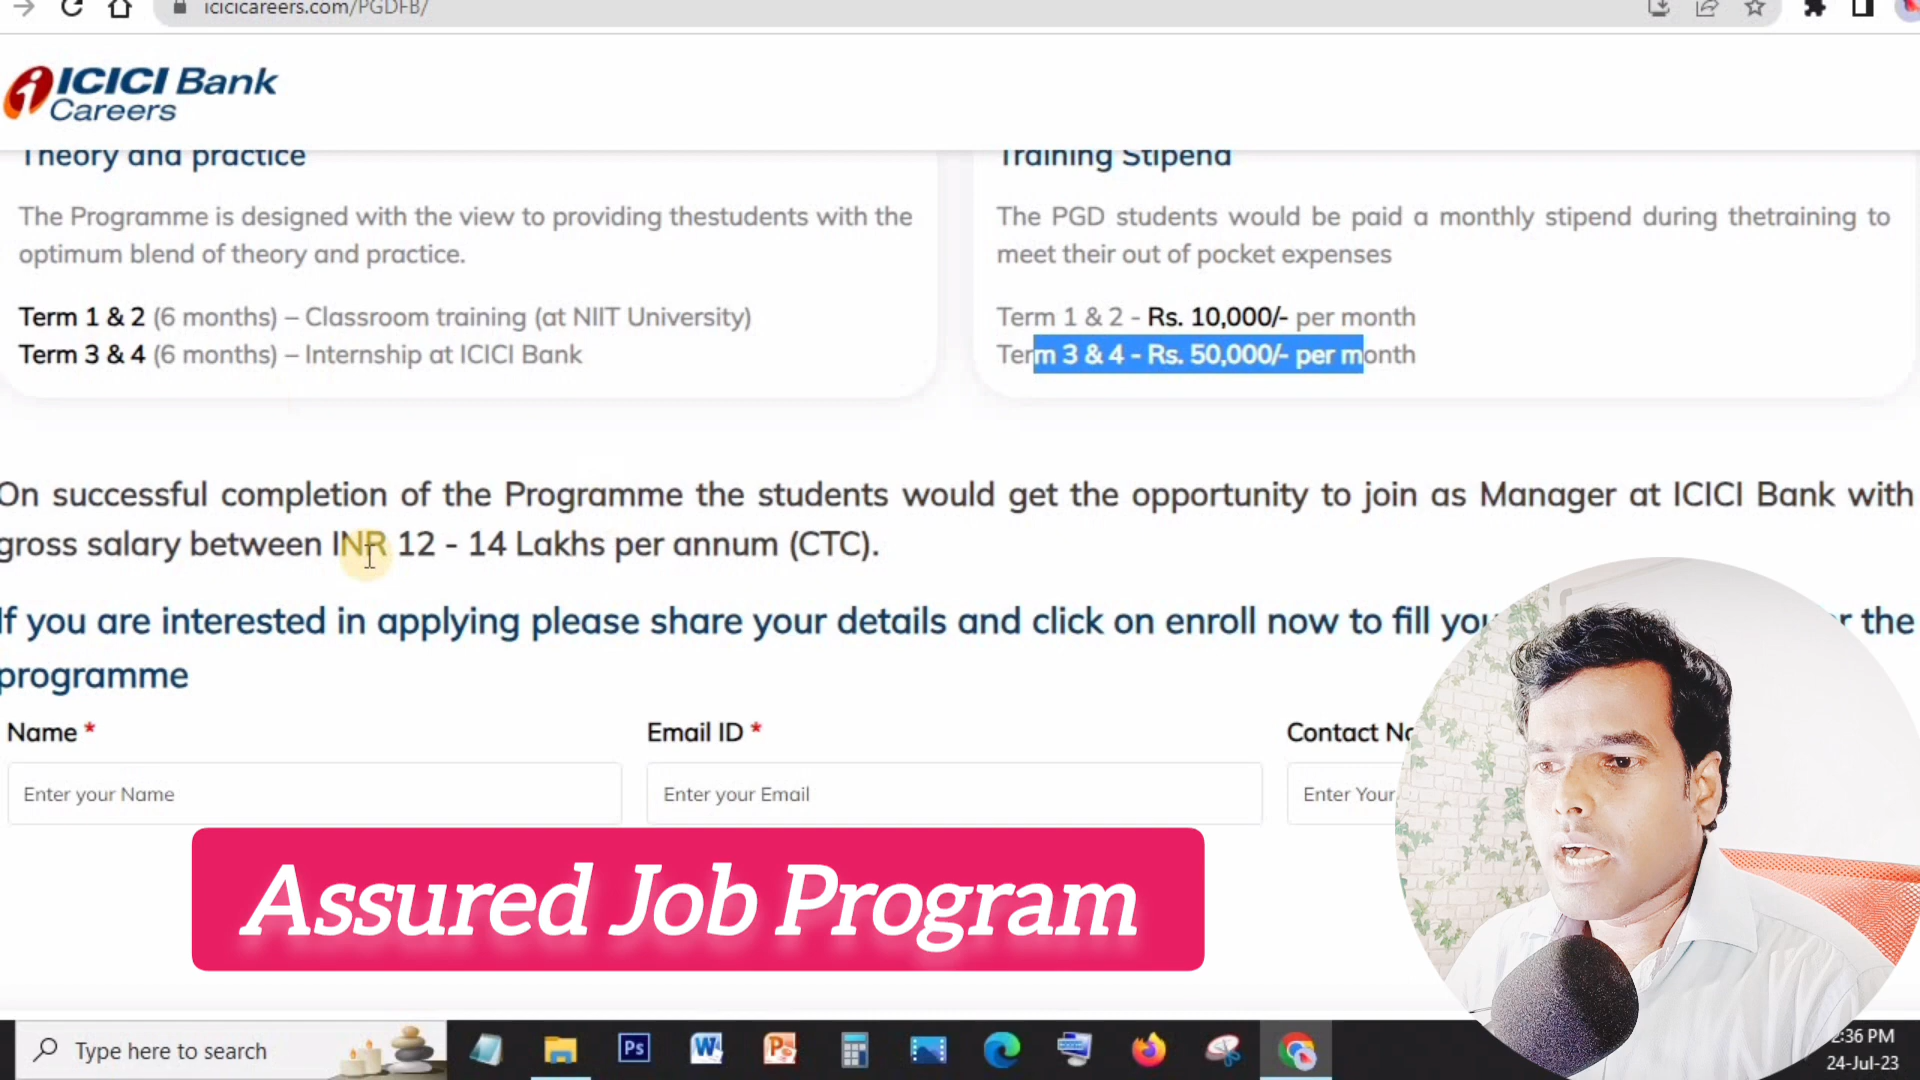 icicicareers.com/PGDFB/
ICICI Bank
Careers
Theory and practice
The Programme is designed with the view to providing thestudents with the
optimum blend of theory and practice.
Term 1 & 2 (6 months) – Classroom training (at NIIT University)
Term 3 & 4 (6 months) – Internship at ICICI Bank
Training Stipend
The PGD students would be paid a monthly stipend during thetraining to
meet their out of pocket expenses
Term 1 & 2 - Rs. 10,000/- per month
Term 3 & 4 - Rs. 50,000/- per month
On successful completion of the Programme the students would get the opportunity to join as Manager at ICICI Bank with
gross salary between INR 12 - 14 Lakhs per annum (CTC).
If you are interested in applying please share your details and click on enroll now to fill the
programme
Name *
Email ID *
Contact
Enter your Name
Enter your Email
Enter Your
Assured Job Program
Type here to search
Ps
W
P
2:36 PM
24-Jul-23